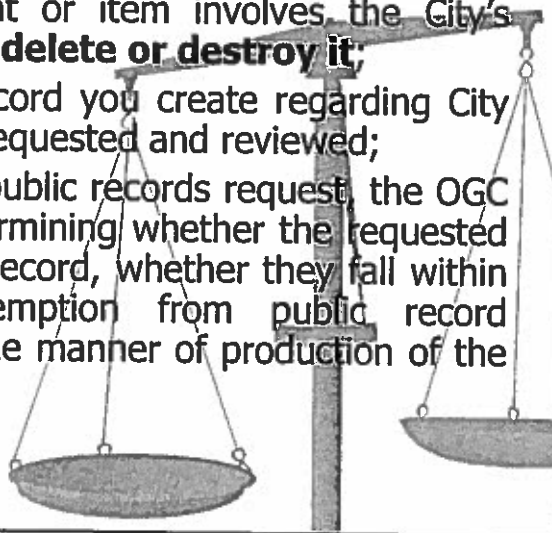 nt or item involves the City's
delete or destroy it;
cord you create regarding City
equested and reviewed;
public records request, the OGC
rmining whether the requested
record, whether they fall within
emption from public record
e manner of production of the